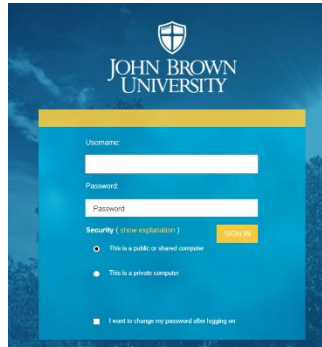 JOHN BROWN
UNIVERSITY
Username:
Password:
Password
Security ( show explanation )
SIGN IN
This is a public or shared computer
This is a private computer
I want to change my password after logging on